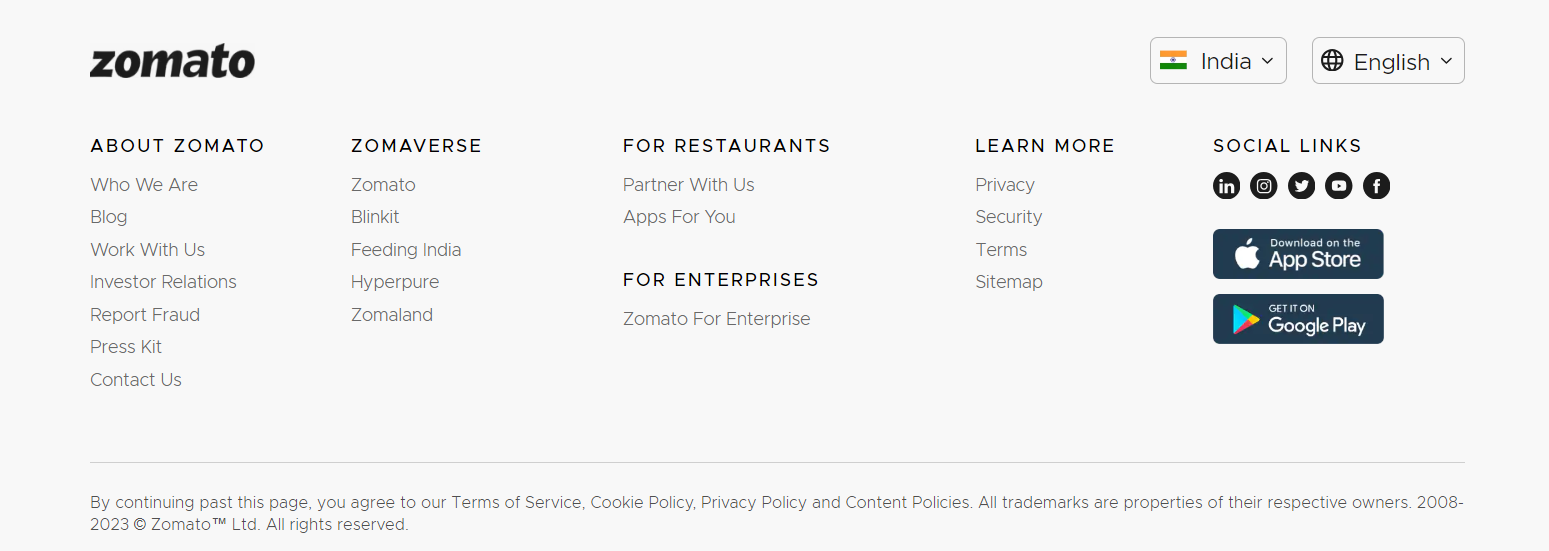 zomato
India
English
ABOUT ZOMATO
Who We Are
Blog
Work With Us
Investor Relations
Report Fraud
Press Kit
Contact Us
ZOMAVERSE
Zomato
Blinkit
Feeding India
Hyperpure
Zomaland
FOR RESTAURANTS
Partner With Us
Apps For You
FOR ENTERPRISES
Zomato For Enterprise
LEARN MORE
Privacy
Security
Terms
Sitemap
SOCIAL LINKS
Download on the
App Store
GET IT ON
Google Play
By continuing past this page, you agree to our Terms of Service, Cookie Policy, Privacy Policy and Content Policies. All trademarks are properties of their respective owners. 2008-
2023 © Zomato™ Ltd. All rights reserved.